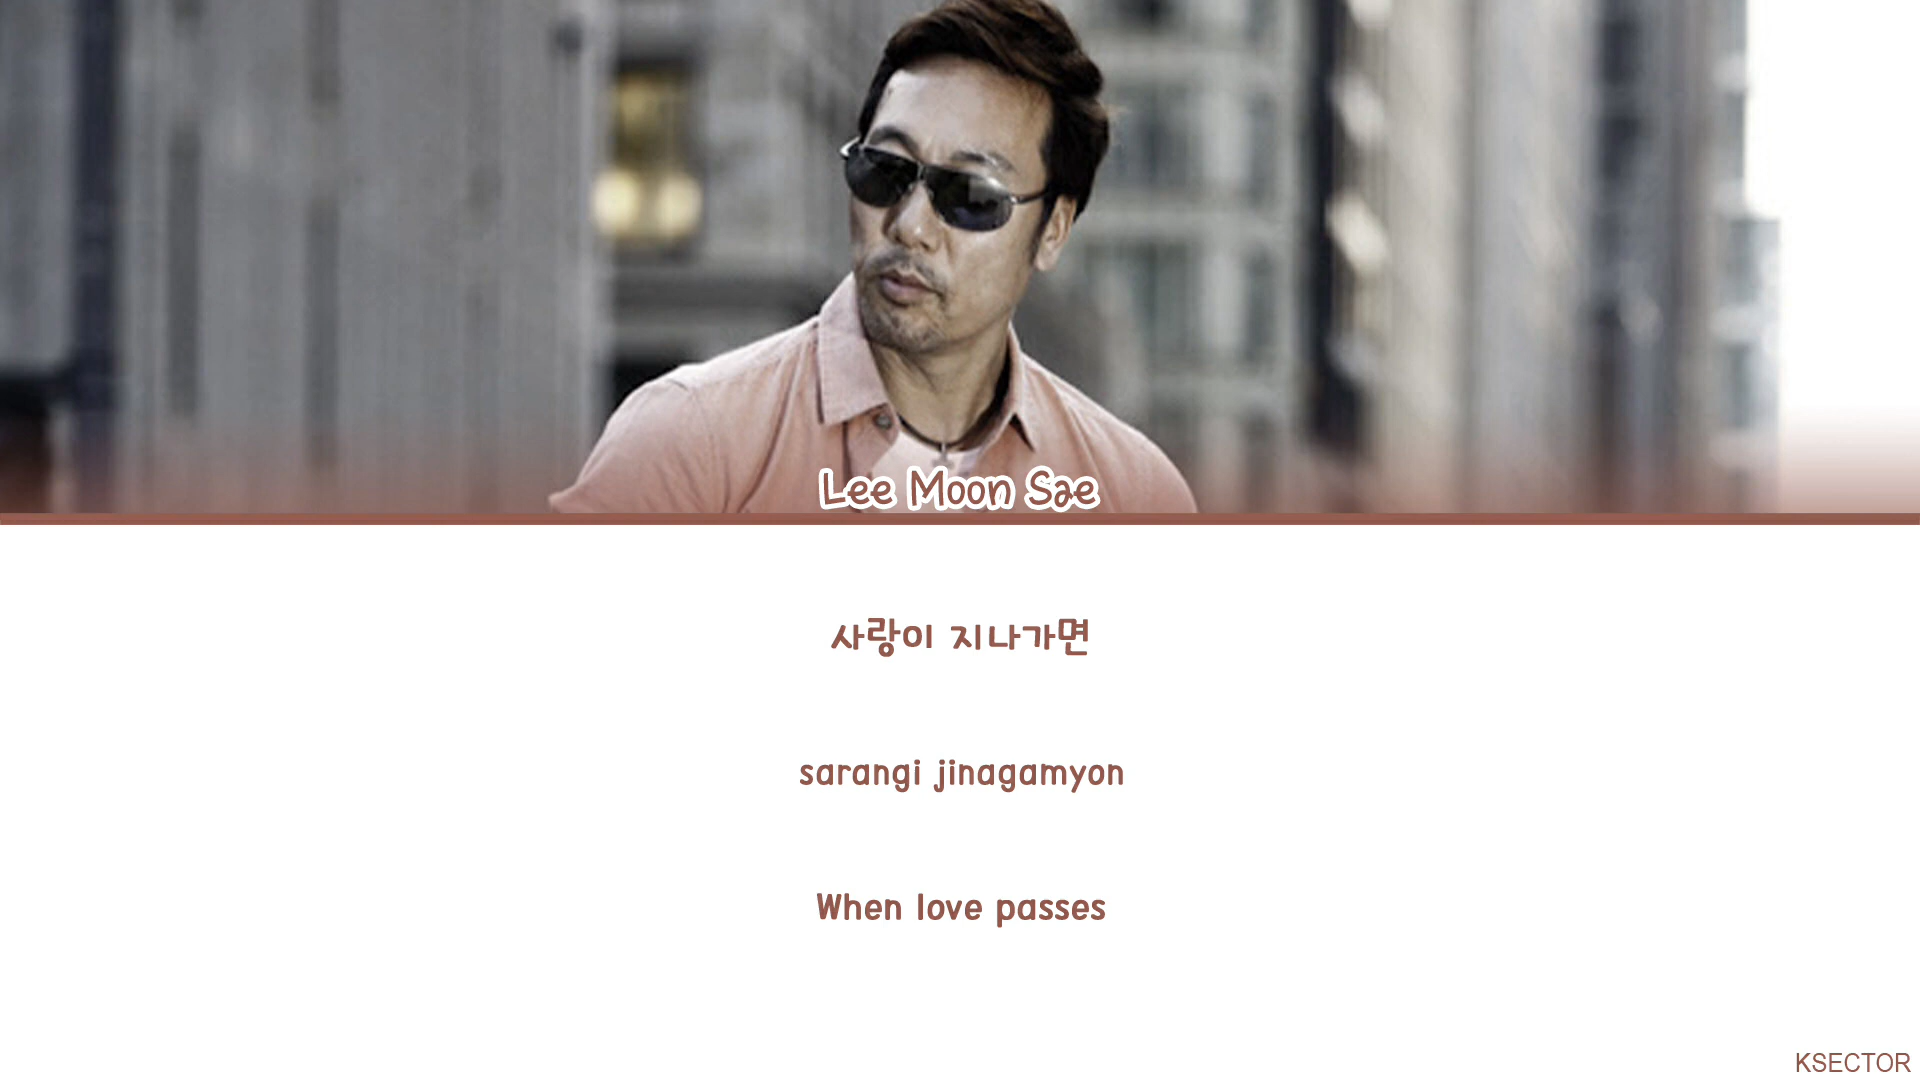 Lee Moon Sae
사랑이 지나가면
sarangi jinagamyon
When love passes
KSECTOR